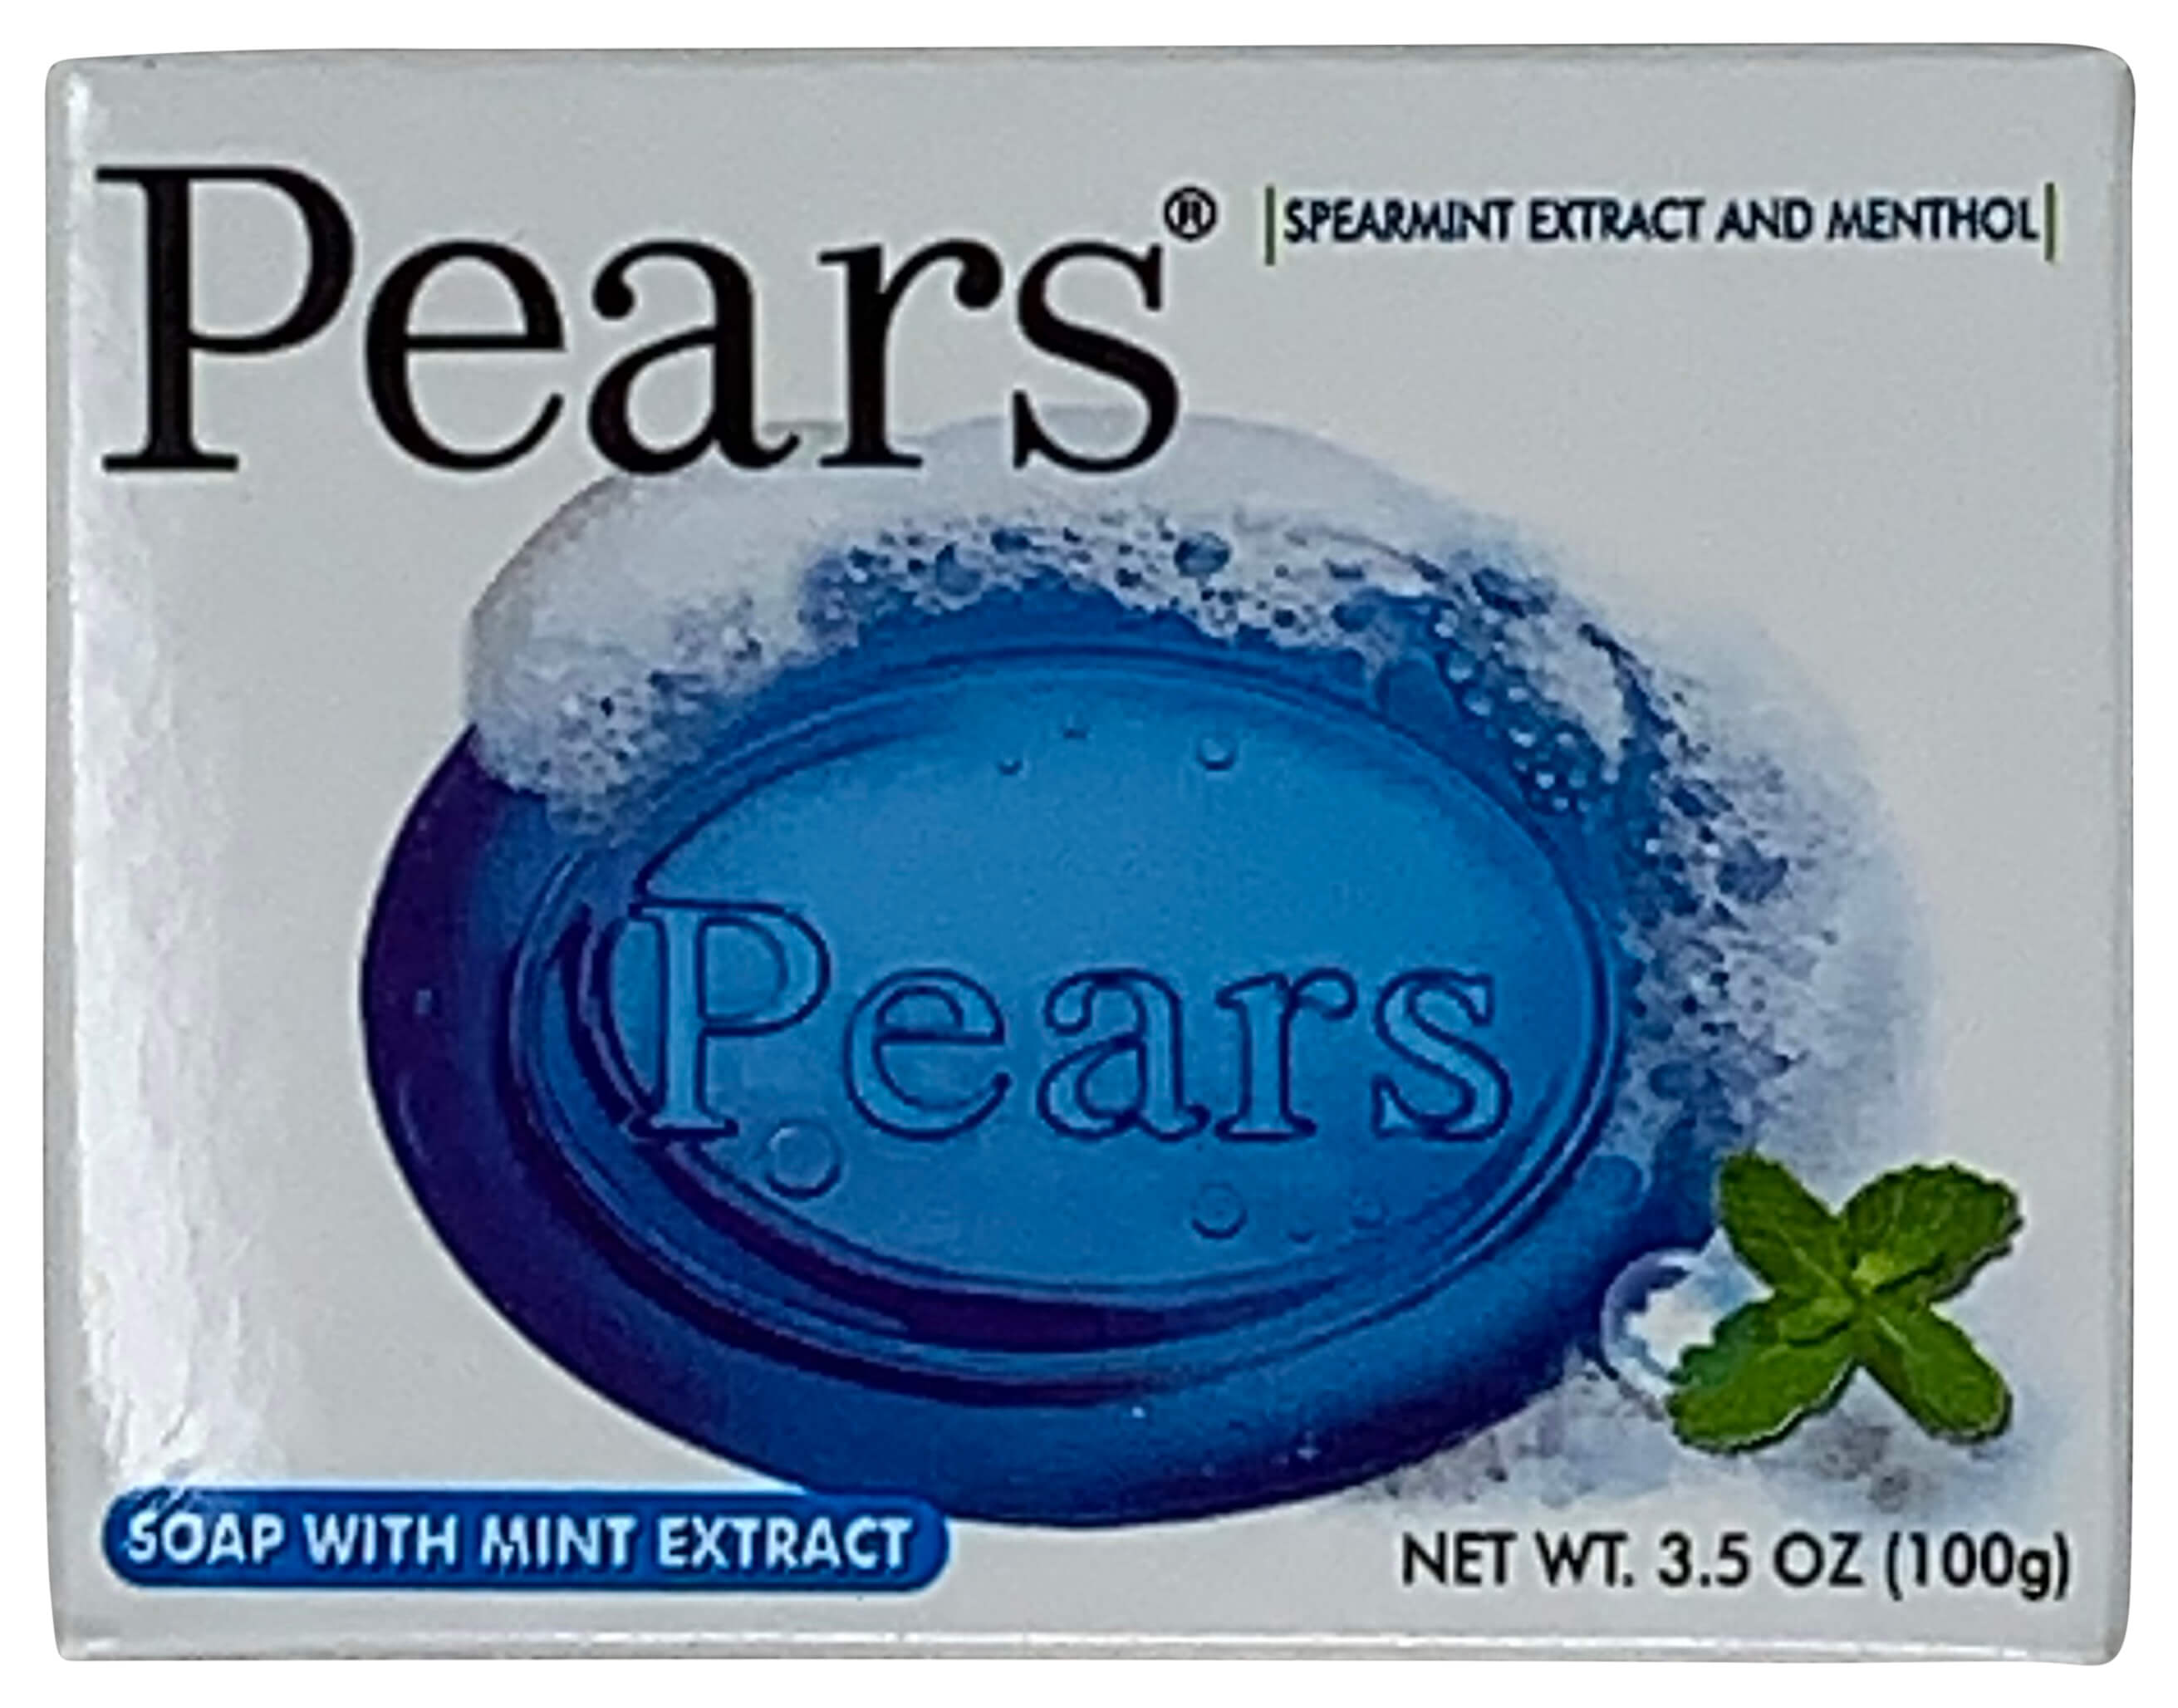 Pears®
|SPEARMINT EXTRACT AND MENTHOL|
Pears
SOAP WITH MINT EXTRACT
NET WT. 3.5 OZ (100g)